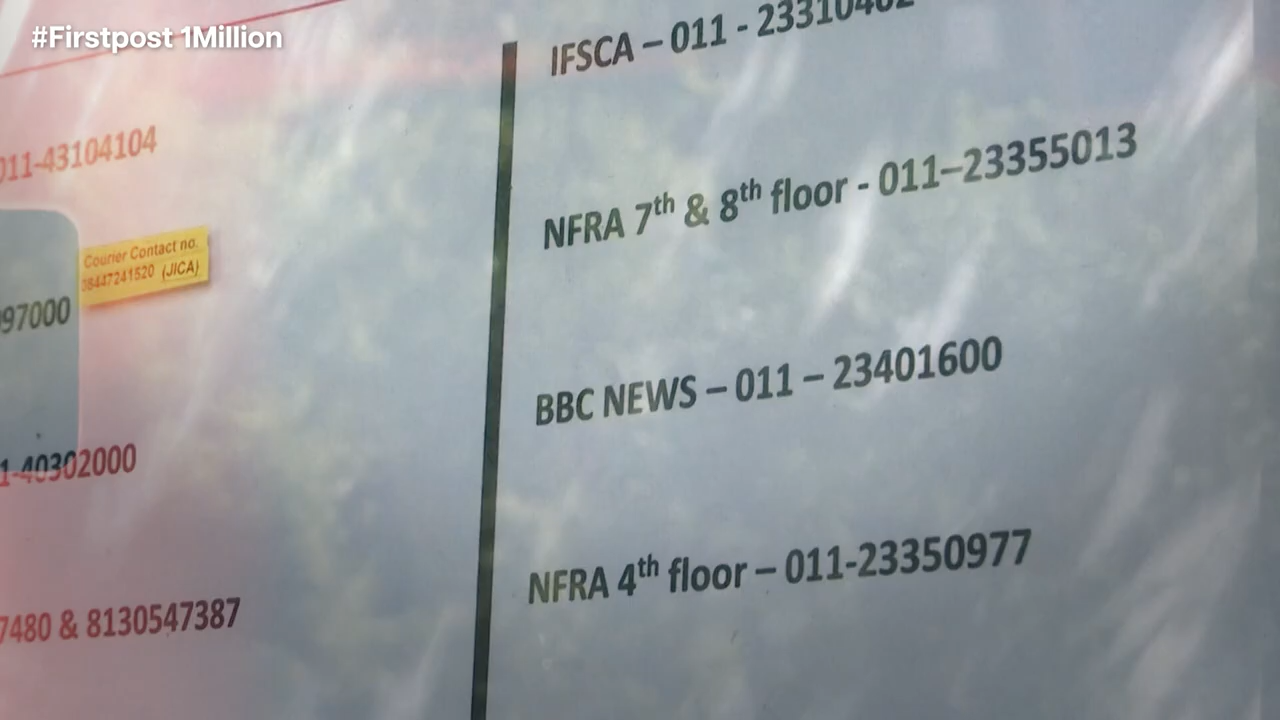 #Firstpost 1Million
011-43104104
Courier Contact no.
(JICA)
97000
1-40302000
7480 & 8130547387
IFSCA – 011 - 23310402
NFRA 7th & 8th floor - 011–23355013
BBC NEWS – 011 – 23401600
NFRA 4th floor – 011-23350977